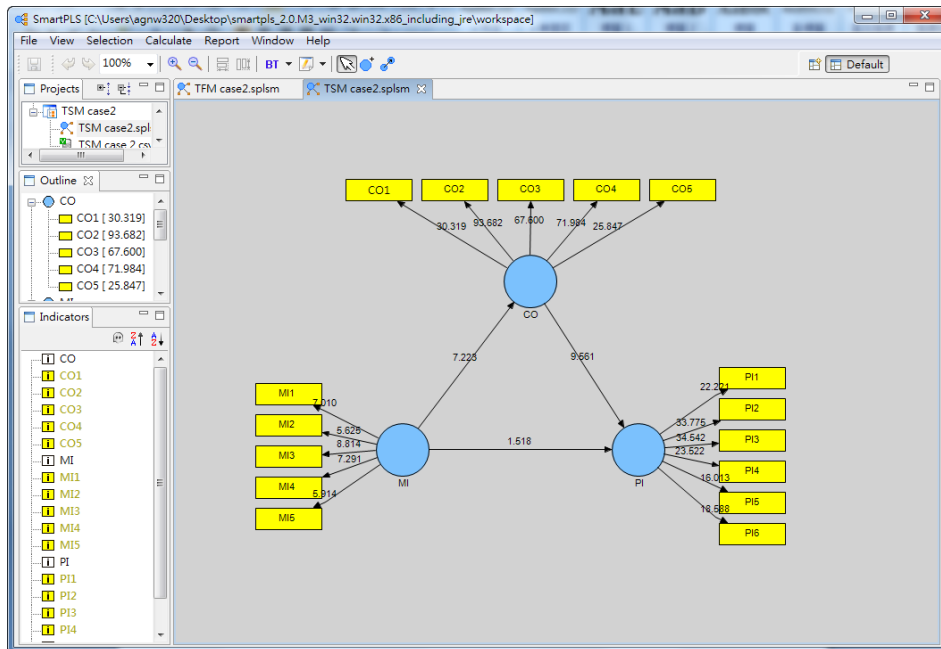 SmartPLS [C:\Users\agnw320\Desktop\smartpls_2.0.M3_win32.win32.x86_including_jre\workspace]
File View Selection Calculate Report Window Help
100% BT Default
Projects
TSM case2
TSM case2.spl
TSM case 2.csv
TFM case2.splsm TSM case2.splsm
Outline
CO
CO1 [ 30.319]
CO2 [ 93.682]
CO3 [ 67.600]
CO4 [ 71.984]
CO5 [ 25.847]
MI
Indicators
CO
CO1
CO2
CO3
CO4
CO5
MI
MI1
MI2
MI3
MI4
MI5
PI
PI1
PI2
PI3
PI4
CO1 CO2 CO3 CO4 CO5
30.319 93.682 67.600 71.984 25.847
CO
7.223 9.561
MI1
7.010
MI2
5.625
MI3
8.814
7.291
MI4
5.914
MI5
MI
1.518
PI
PI1
22.221
PI2
33.775
34.542
PI3
23.522
PI4
16.013
PI5
18.588
PI6